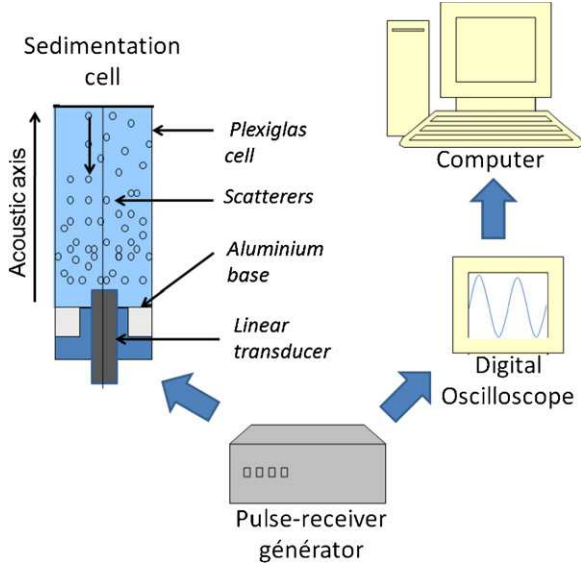 Sedimentation
cell
Acoustic axis
Plexiglas
cell
Scatterers
Aluminium
base
Linear
transducer
Computer
Digital
Oscilloscope
Pulse-receiver
générator